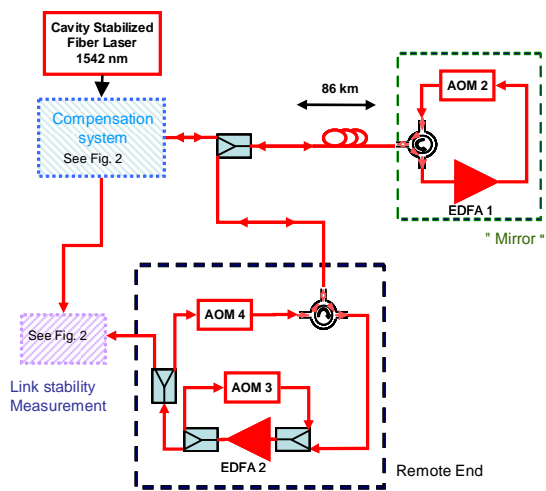 Cavity Stabilized
Fiber Laser
1542 nm
Compensation
system
See Fig. 2
86 km
AOM 2
EDFA 1
" Mirror "
See Fig. 2
Link stability
Measurement
AOM 4
AOM 3
EDFA 2
Remote End